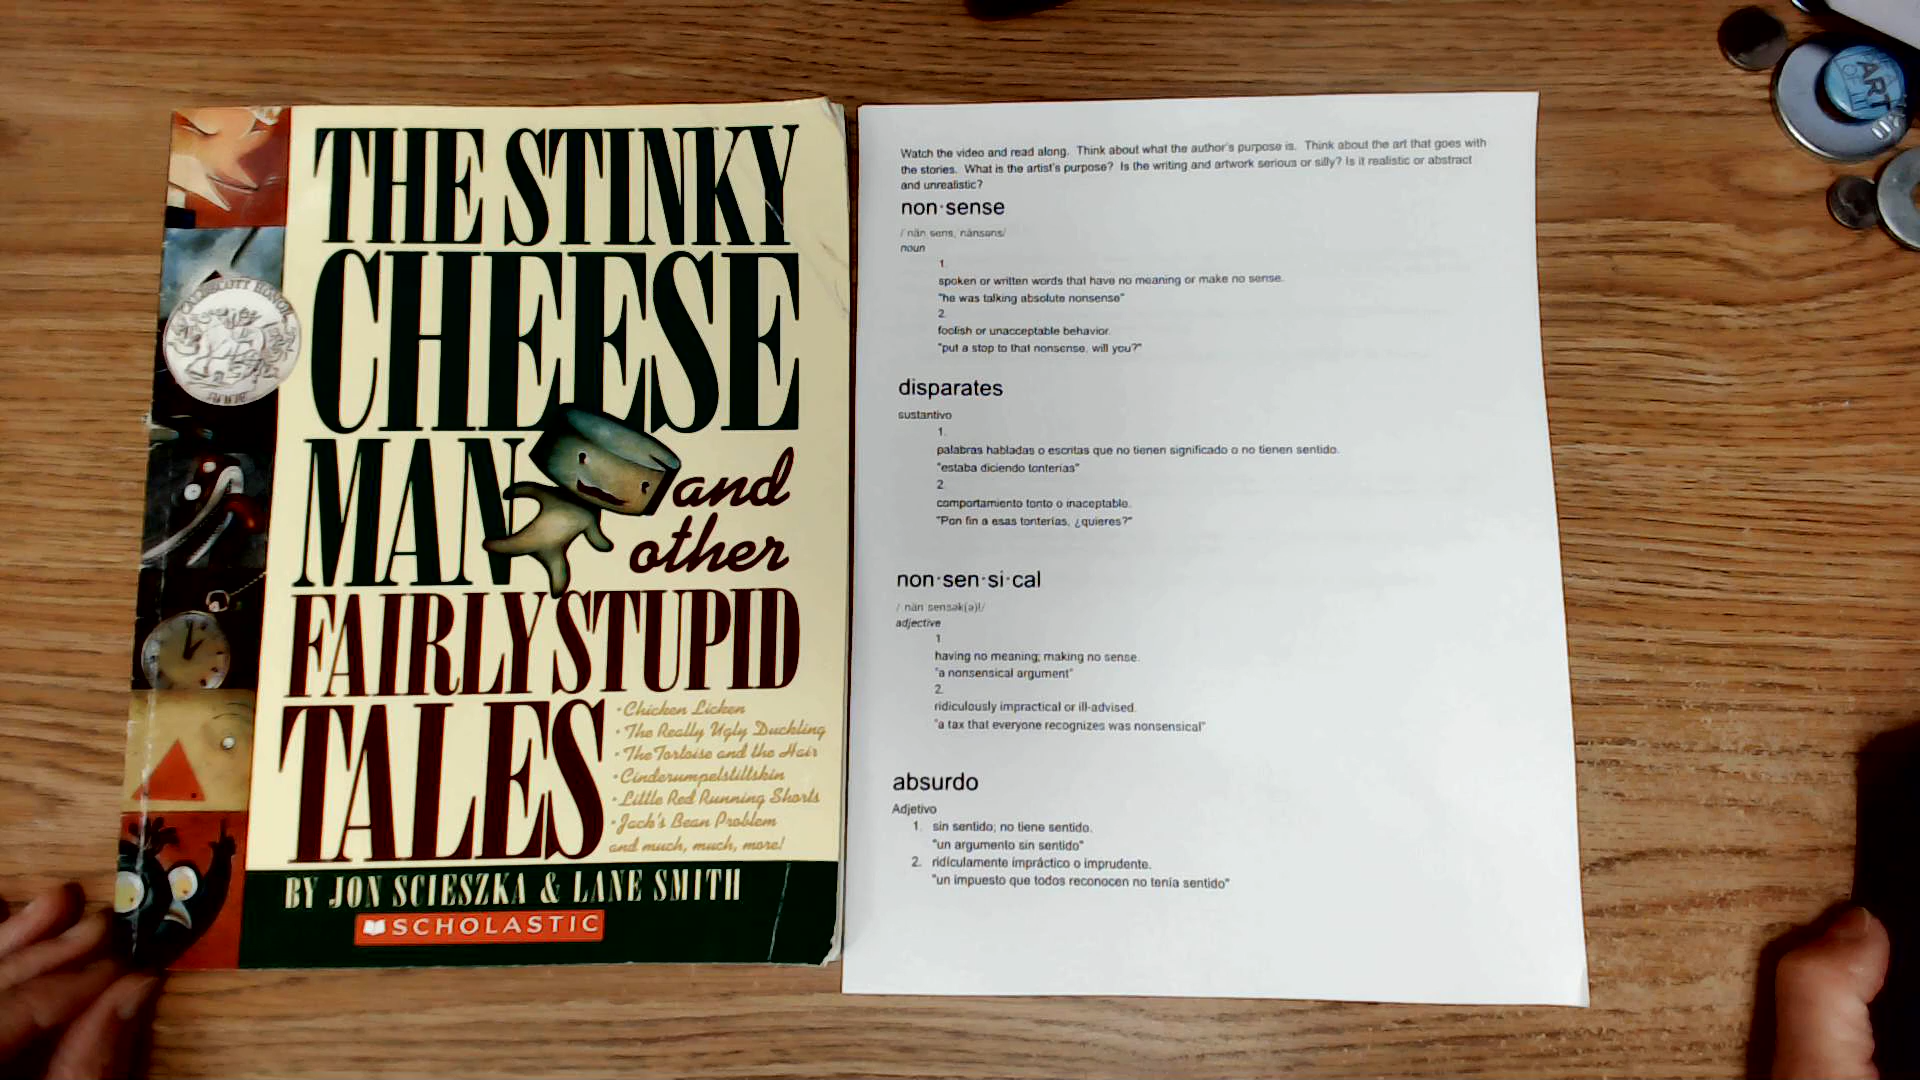 THE STINKY
CHEESE
MAN and
other
FAIRLY STUPID
TALES
• Chicken Licken
• The Really Ugly Duckling
• The Tortoise and the Hair
• Cinderumpelstiltskin
• Little Red Running Shorts
• Jack's Bean Problem
and much, much, more!
BY JON SCIESZKA & LANE SMITH
SCHOLASTIC
Watch the video and read along. Think about what the author's purpose is. Think about the art that goes with
the stories. What is the artist's purpose? Is the writing and artwork serious or silly? Is it realistic or abstract
and unrealistic?
non·sense
/ˈnän sens, ˈnänsəns/
noun
1.
spoken or written words that have no meaning or make no sense.
"he was talking absolute nonsense"
2.
foolish or unacceptable behavior.
"put a stop to that nonsense, will you?"
disparates
sustantivo
1.
palabras habladas o escritas que no tienen significado o no tienen sentido.
"estaba diciendo tonterías"
2.
comportamiento tonto o inaceptable.
"Pon fin a esas tonterías, ¿quieres?"
non·sen·si·cal
/ˌnänˈsensək(ə)l/
adjective
1.
having no meaning; making no sense.
"a nonsensical argument"
2.
ridiculously impractical or ill-advised.
"a tax that everyone recognizes was nonsensical"
absurdo
Adjetivo
1. sin sentido; no tiene sentido.
"un argumento sin sentido"
2. ridículamente impráctico o imprudente.
"un impuesto que todos reconocen no tenía sentido"
ART